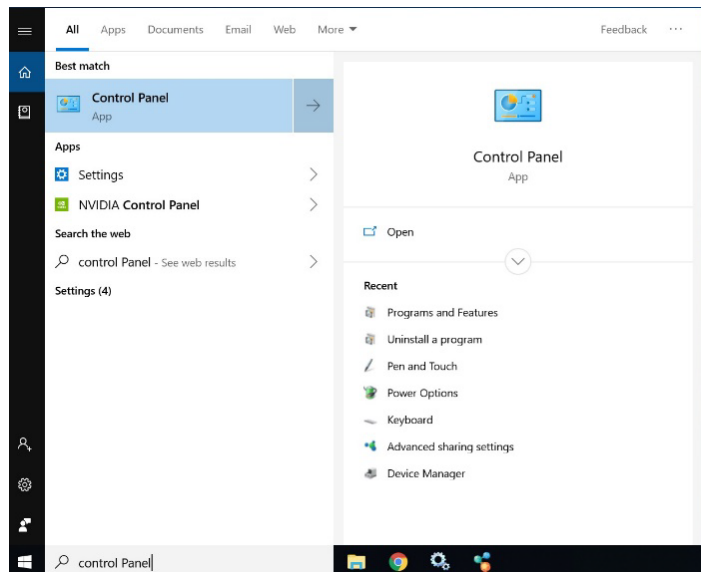 All Apps Documents Email Web More Feedback ...
Best match
Control Panel
App
Apps
Settings
NVIDIA Control Panel
Search the web
control Panel - See web results
Settings (4)
Control Panel
App
Open
Recent
Programs and Features
Uninstall a program
Pen and Touch
Power Options
Keyboard
Advanced sharing settings
Device Manager
control Panel